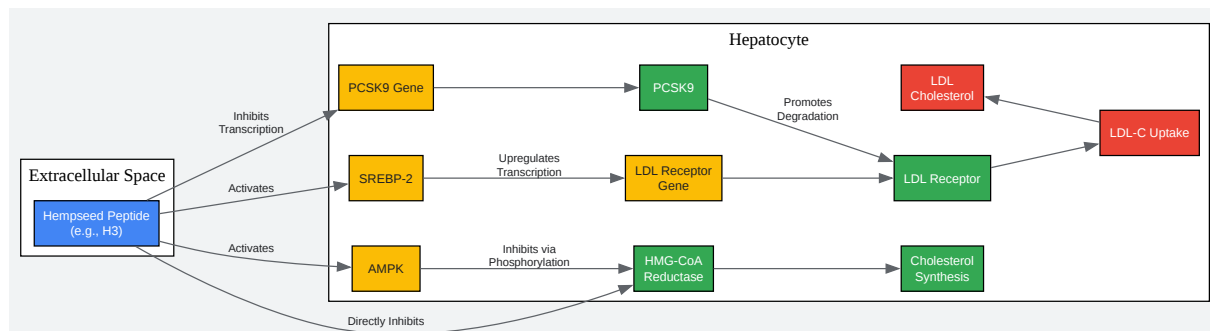 Hepatocyte
PCSK9 Gene
PCSK9
LDL
Cholesterol
Inhibits
Transcription
Promotes
Degradation
LDL-C Uptake
Extracellular Space
Hempseed Peptide
(e.g., H3)
Activates
SREBP-2
Upregulates
Transcription
LDL Receptor
Gene
LDL Receptor
Activates
AMPK
Inhibits via
Phosphorylation
HMG-CoA
Reductase
Cholesterol
Synthesis
Directly Inhibits